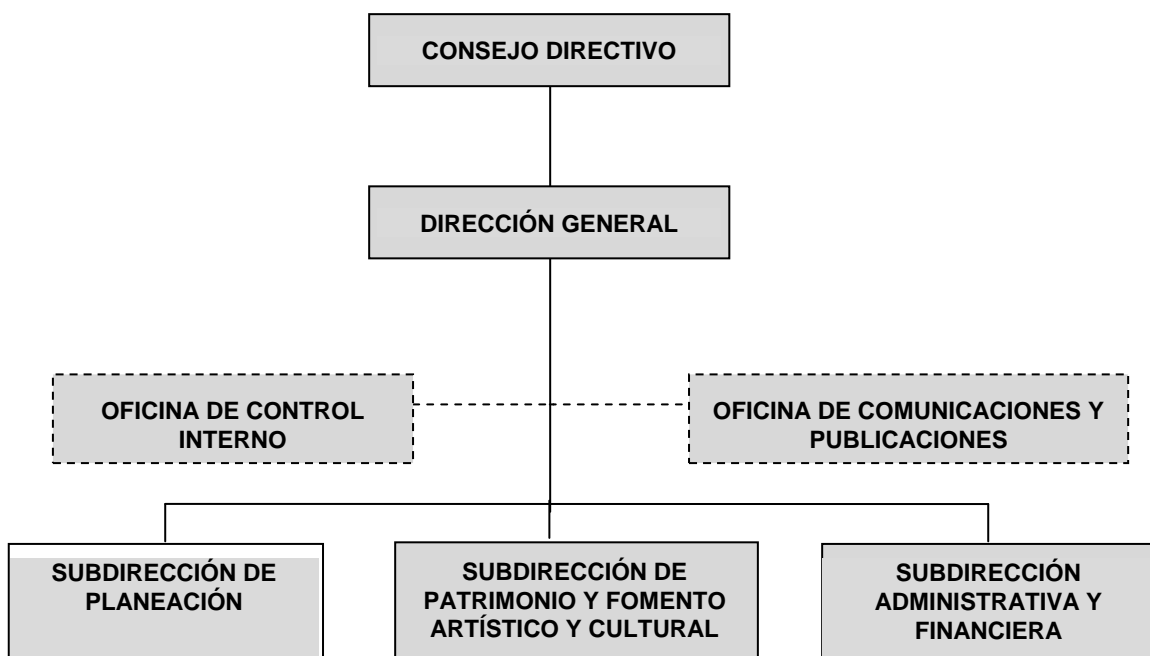 CONSEJO DIRECTIVO
DIRECCIÓN GENERAL
OFICINA DE CONTROL
INTERNO
OFICINA DE COMUNICACIONES Y
PUBLICACIONES
SUBDIRECCIÓN DE
PLANEACIÓN
SUBDIRECCIÓN DE
PATRIMONIO Y FOMENTO
ARTÍSTICO Y CULTURAL
SUBDIRECCIÓN
ADMINISTRATIVA Y
FINANCIERA